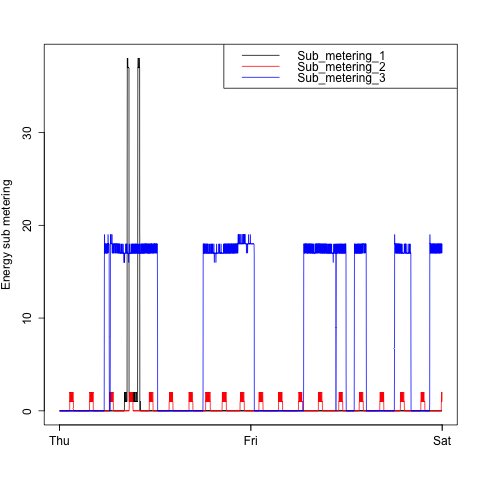 Sub_metering_1
Sub_metering_2
Sub_metering_3
Energy sub metering
30
20
10
0
Thu
Fri
Sat